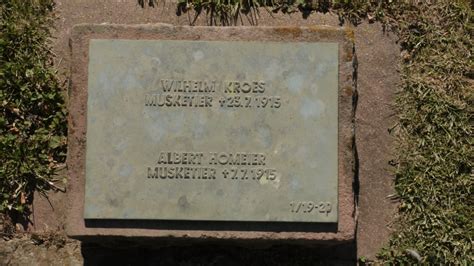 WILHELM KROES
MUSKETIER +23.7.1915
ALBERT HOMEIER
MUSKETIER +7.7.1915
1/19-20